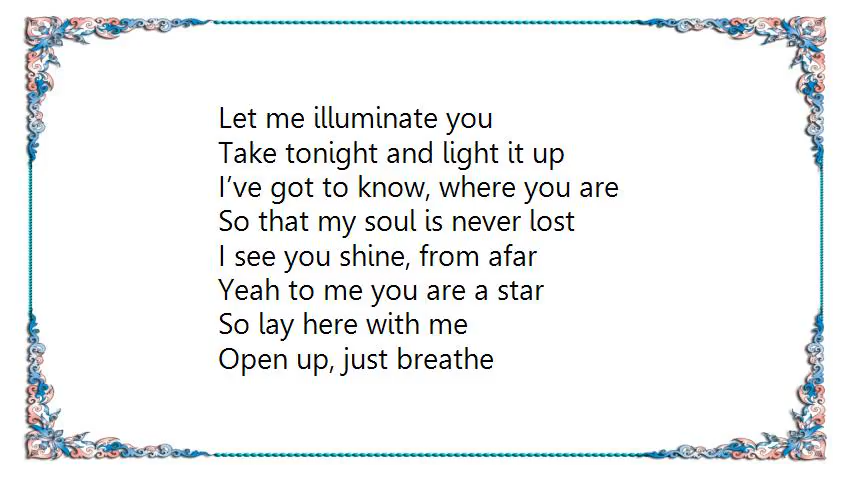 Let me illuminate you
Take tonight and light it up
I've got to know, where you are
So that my soul is never lost
I see you shine, from afar
Yeah to me you are a star
So lay here with me
Open up, just breathe